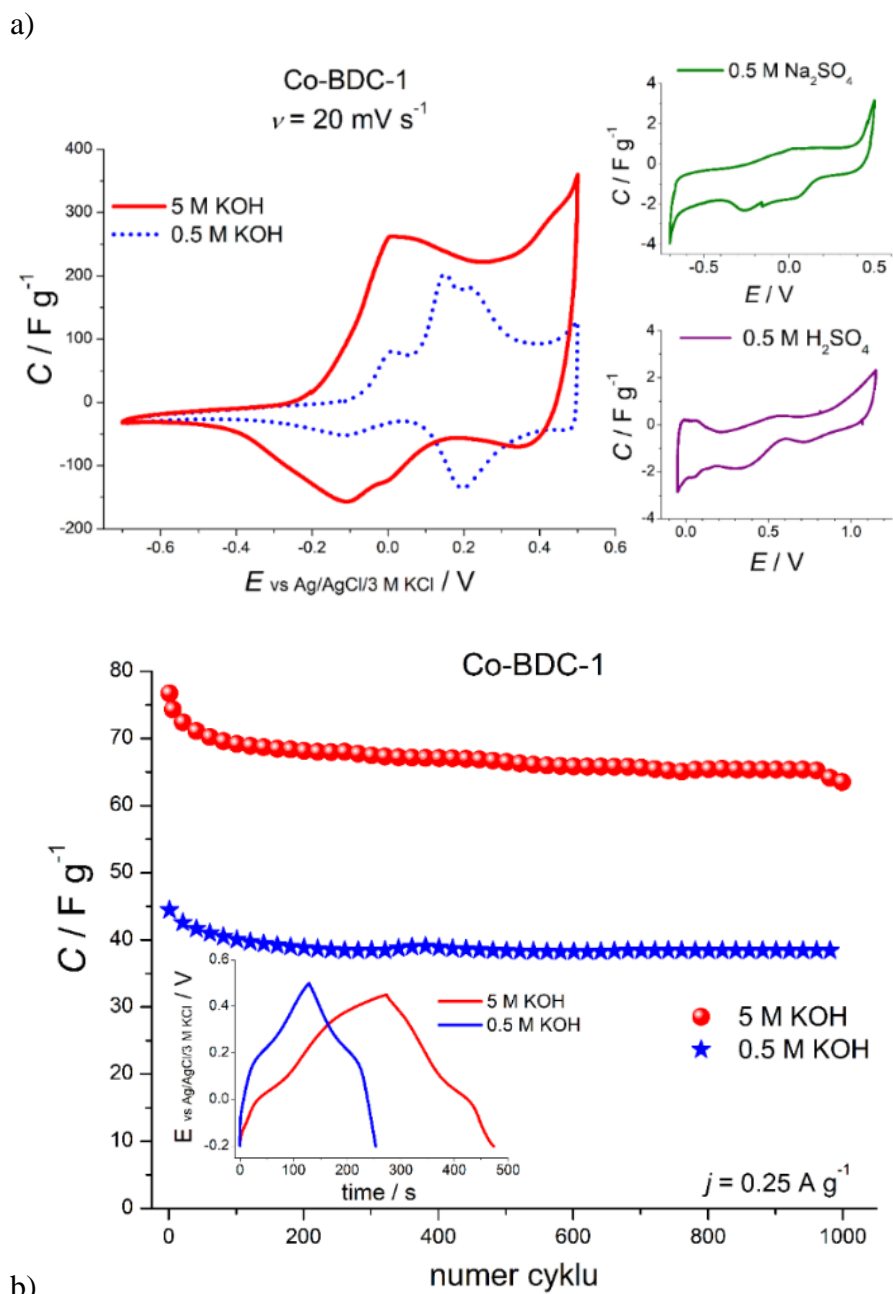 a)
Co-BDC-1
ν = 20 mV s⁻¹
5 M KOH
0.5 M KOH
400
300
200
100
0
-100
-200
C / F g⁻¹
-0.6 -0.4 -0.2 0.0 0.2 0.4 0.6
E vs Ag/AgCl/3 M KCl / V
0.5 M Na₂SO₄
4
2
0
-2
-4
C / F g⁻¹
-0.5 0.0 0.5
E / V
0.5 M H₂SO₄
4
2
0
-2
-4
C / F g⁻¹
0.0 0.5 1.0
E / V
Co-BDC-1
80
70
60
50
40
30
20
10
0
C / F g⁻¹
0.6
0.4
0.2
0.0
-0.2
E vs Ag/AgCl/3 M KCl / V
5 M KOH
0.5 M KOH
0 100 200 300 400 500
time / s
5 M KOH
0.5 M KOH
j = 0.25 A g⁻¹
0 200 400 600 800 1000
numer cyklu
b)